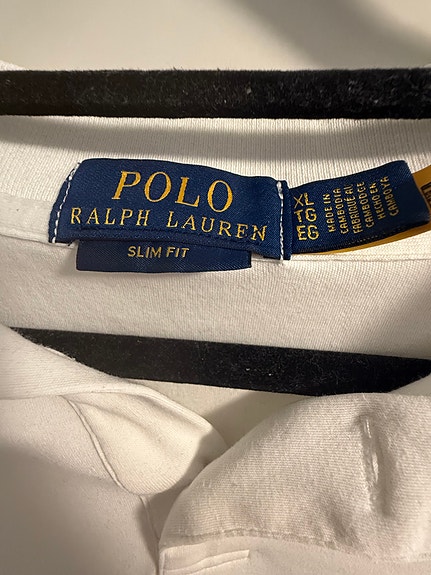 POLO
RALPH LAUREN
SLIM FIT
XL
TG
EG
MADE IN
CAMBODIA
FABRIQUÉ AU
CAMBODGE
HECHO EN
CAMBOYA